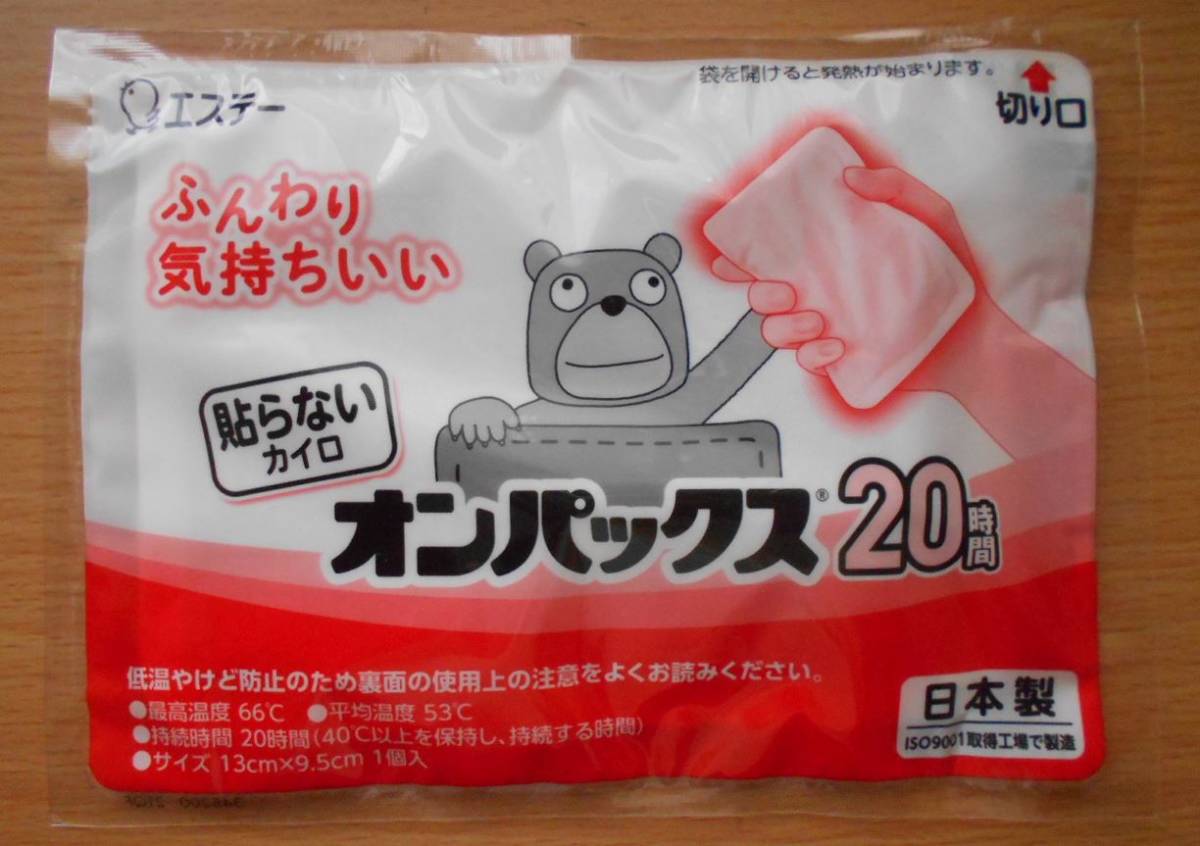 袋を開けると発熱が始まります。
切り口
エステー
ふんわり
気持ちいい
貼らない
カイロ
オンパックス® 20時間
低温やけど防止のため裏面の使用上の注意をよくお読みください。
●最高温度 66℃ ●平均温度 53℃
●持続時間 20時間(40℃以上を保持し、持続する時間)
●サイズ 13cm×9.5cm 1個入
日本製
ISO9001取得工場で製造